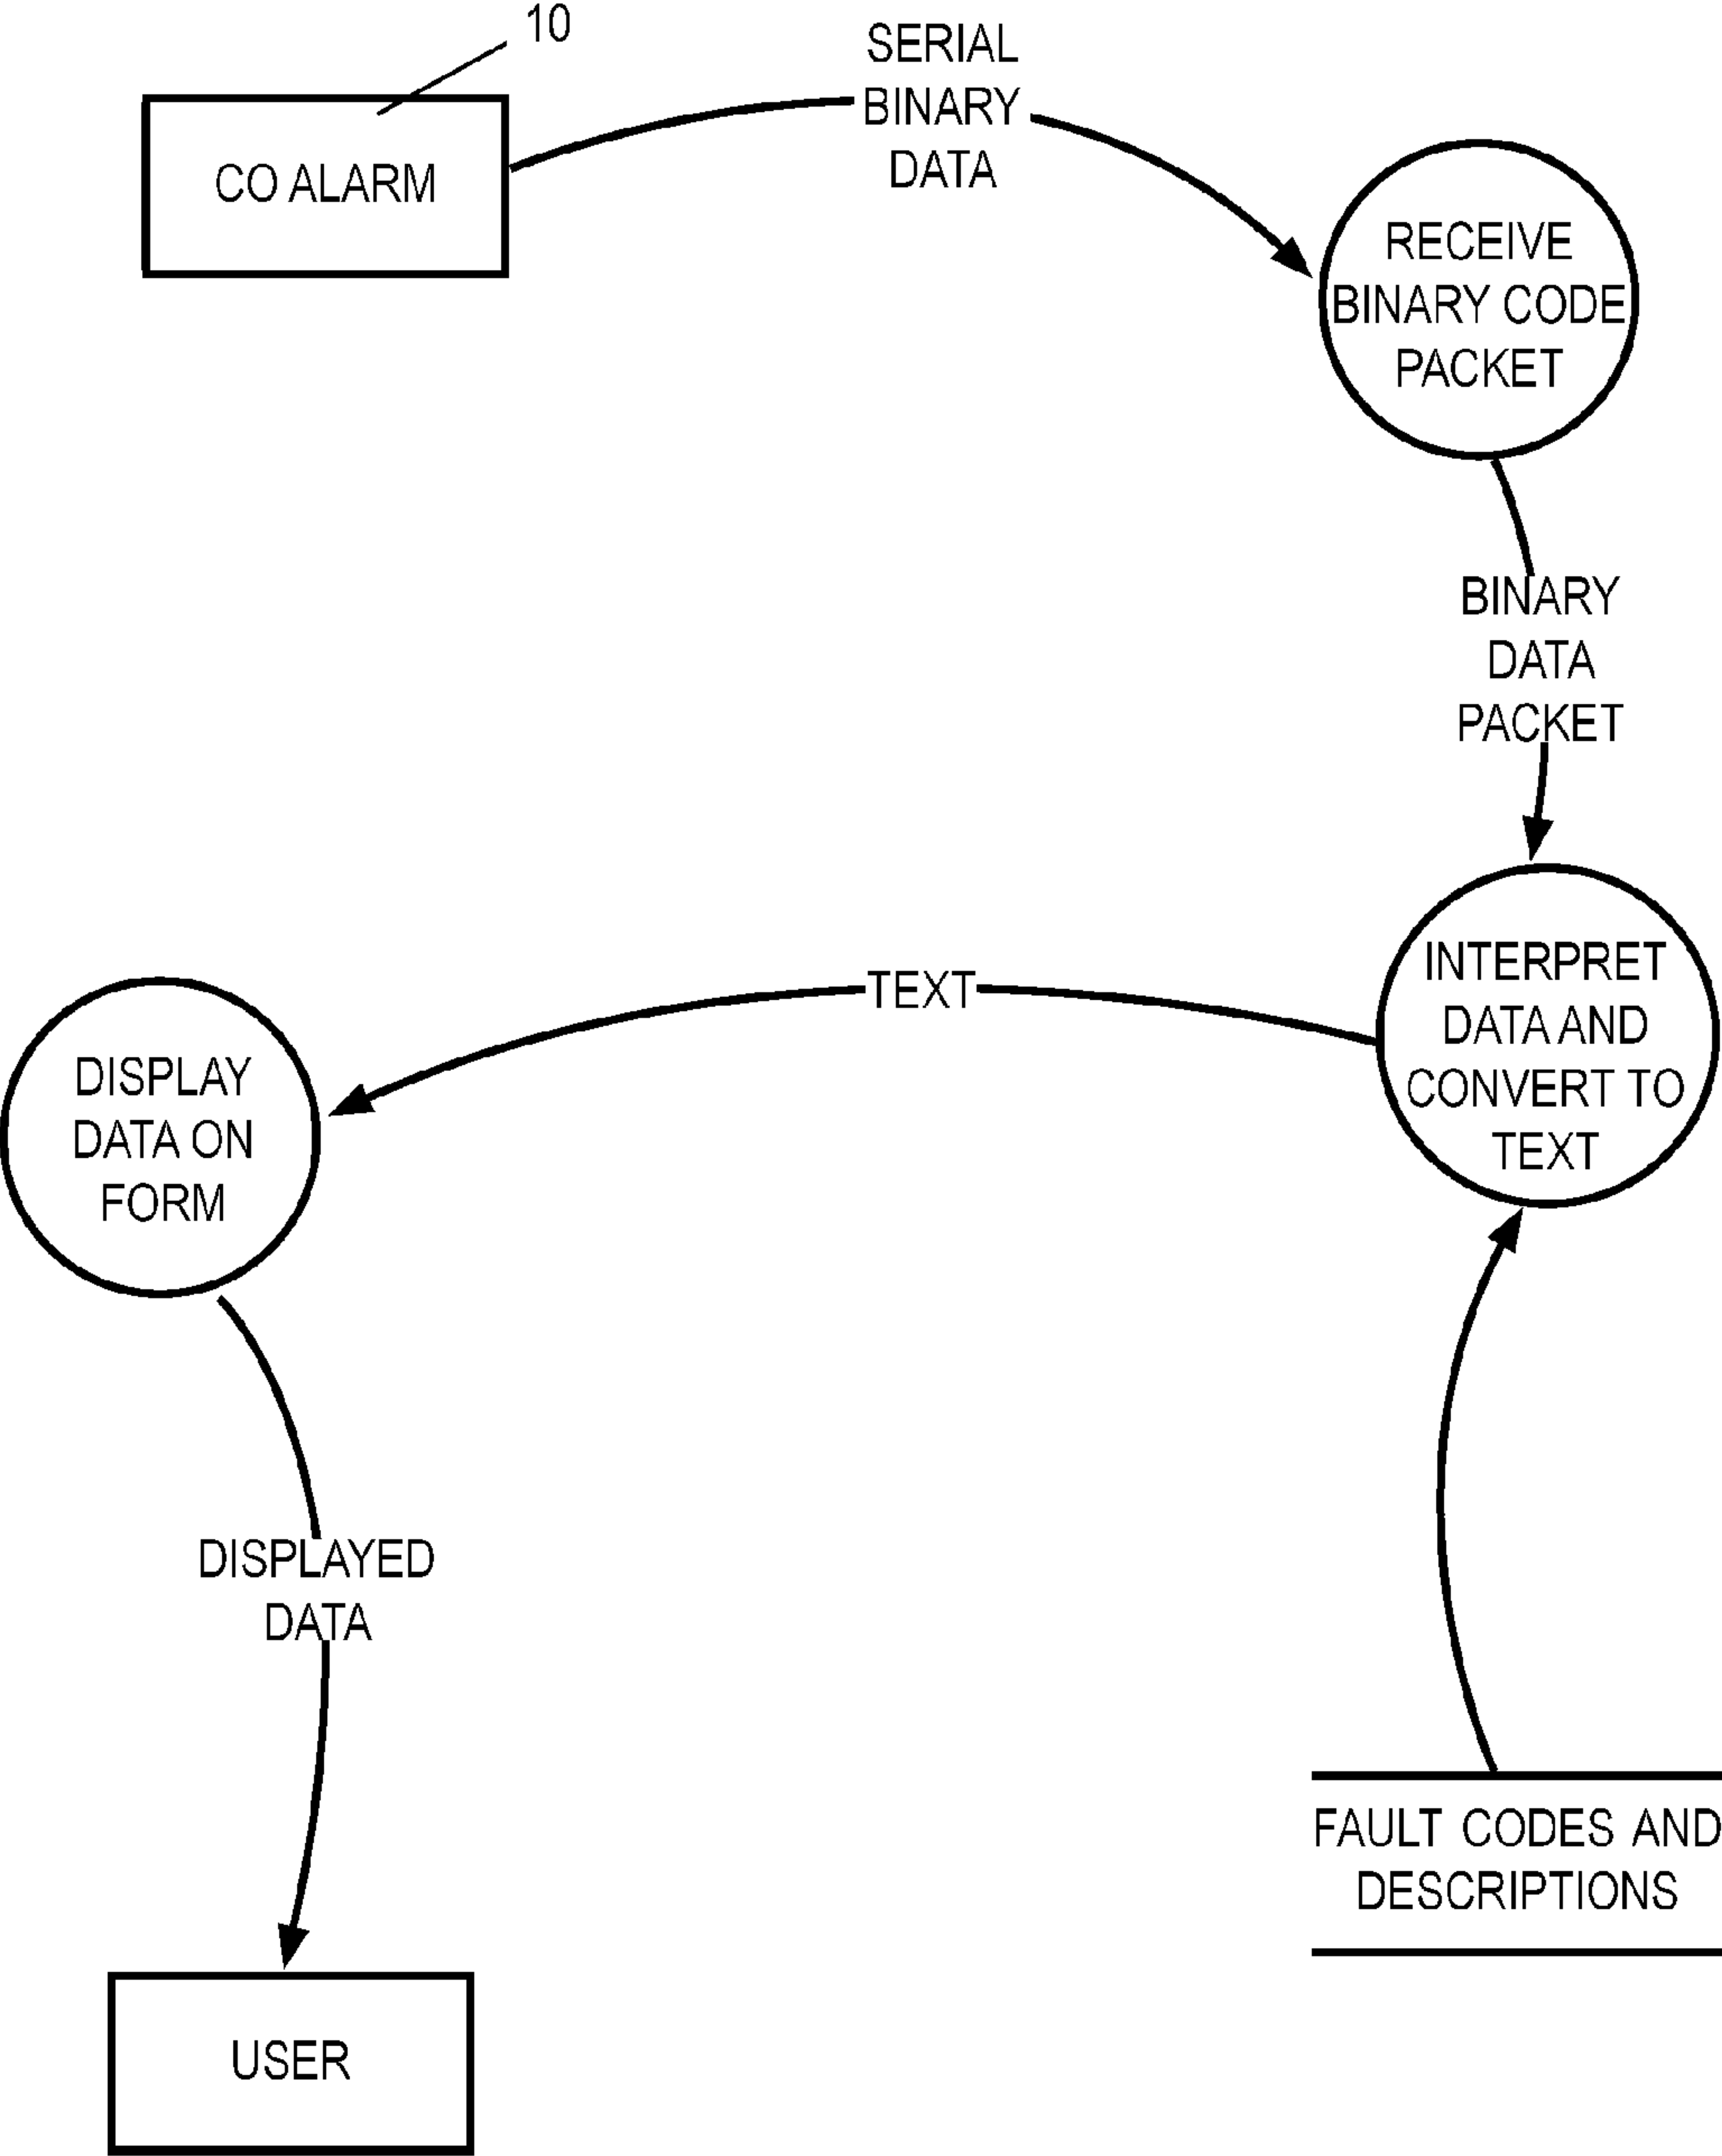 10
CO ALARM
SERIAL
BINARY
DATA
RECEIVE
BINARY CODE
PACKET
BINARY
DATA
PACKET
INTERPRET
DATA AND
CONVERT TO
TEXT
TEXT
DISPLAY
DATA ON
FORM
DISPLAYED
DATA
FAULT CODES AND
DESCRIPTIONS
USER